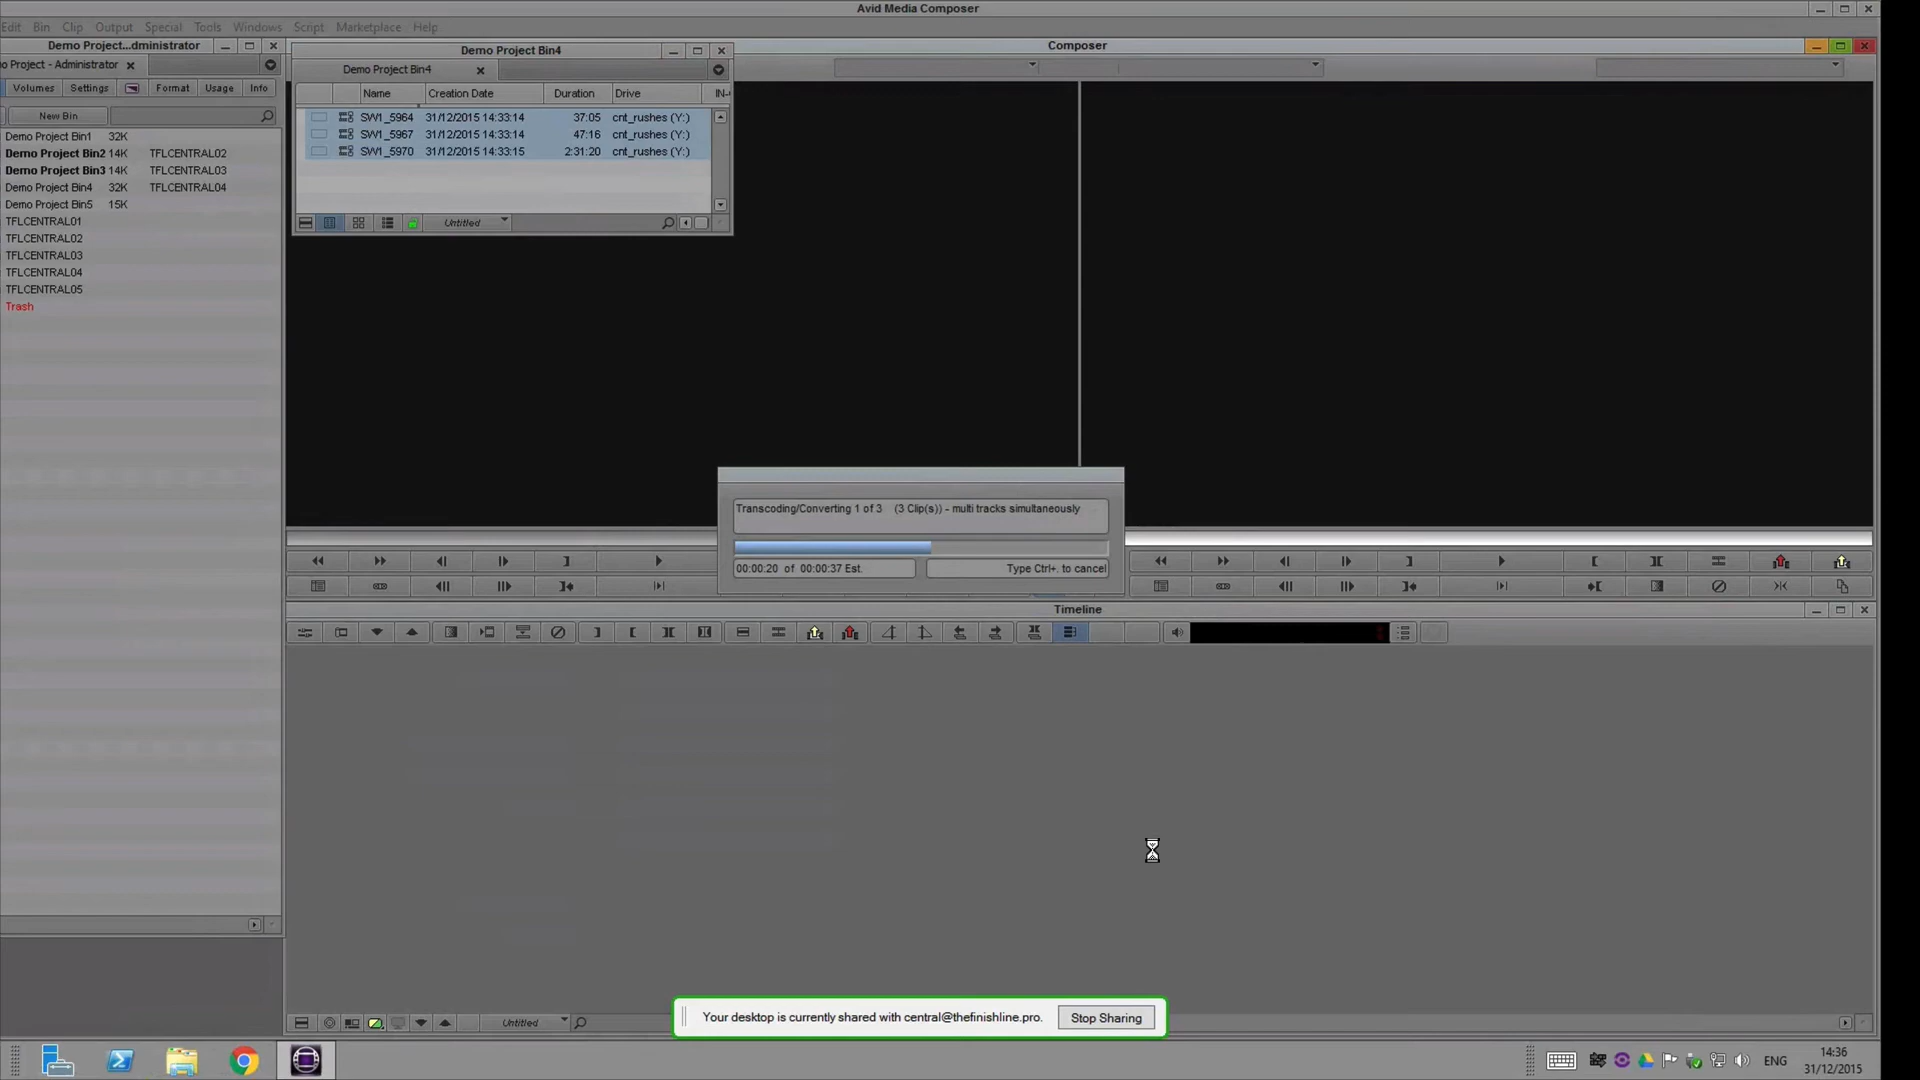 Avid Media Composer
Edit Bin Clip Output Special Tools Windows Script Marketplace Help
Demo Project...dministrator
o Project - Administrator
Volumes Settings Format Usage Info
New Bin
Demo Project Bin1 32K
Demo Project Bin2 14K TFLCENTRAL02
Demo Project Bin3 14K TFLCENTRAL03
Demo Project Bin4 32K TFLCENTRAL04
Demo Project Bin5 15K
TFLCENTRAL01
TFLCENTRAL02
TFLCENTRAL03
TFLCENTRAL04
TFLCENTRAL05
Trash
Demo Project Bin4
Demo Project Bin4
Name Creation Date Duration Drive IN-
SW1_5964 31/12/2015 14:33:14 37:05 cnt_rushes (Y:)
SW1_5967 31/12/2015 14:33:14 47:16 cnt_rushes (Y:)
SW1_5970 31/12/2015 14:33:15 2:31:20 cnt_rushes (Y:)
Untitled
Composer
Transcoding/Converting 1 of 3 (3 Clip(s)) - multi tracks simultaneously
00:00:20 of 00:00:37 Est. Type Ctrl+. to cancel
Timeline
Untitled
Your desktop is currently shared with central@thefinishline.pro. Stop Sharing
ENG
14:36
31/12/2015